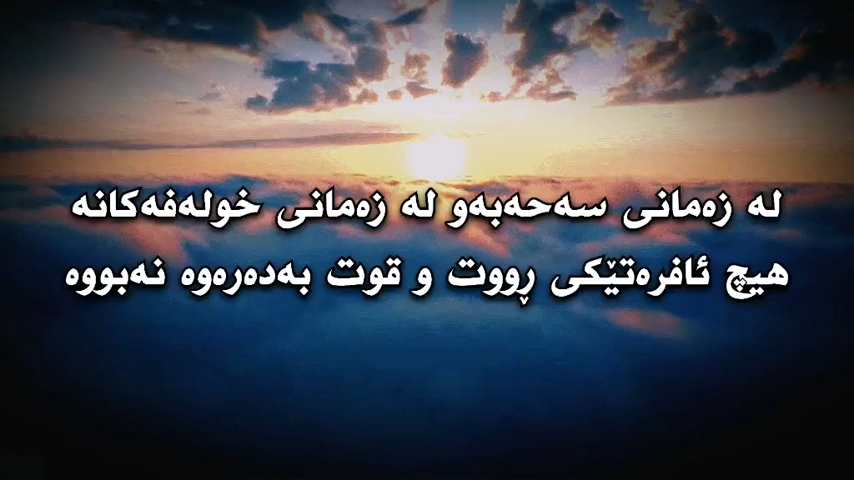 لە زەمانی سەحەبەو لە زەمانی خولەفەکانە
هیچ ئافرەتێکی ڕووت و قوت بەدەرەوە نەبووە